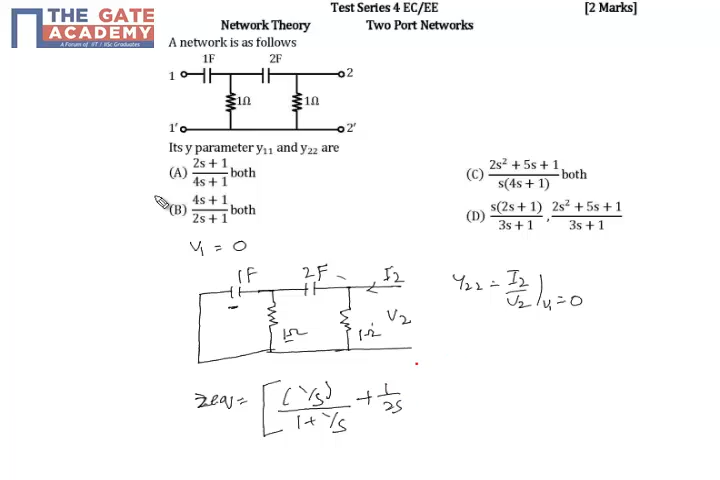 THE GATE
ACADEMY
A Forum of IIT / IISc Graduates
Test Series 4 EC/EE [2 Marks]
Network Theory Two Port Networks
A network is as follows
1F 2F
1 2
1Ω 1Ω
1' 2'
Its y parameter y₁₁ and y₂₂ are
(A) 2s + 1 / 4s + 1 both
(B) 4s + 1 / 2s + 1 both
(C) 2s² + 5s + 1 / s(4s + 1) both
(D) s(2s + 1) / 3s + 1 , 2s² + 5s + 1 / 3s + 1
V₁ = 0
1F 2F I₂
1Ω 1Ω V₂
Y₂₂ = I₂ / V₂ | V₁ = 0
Zeq = [ (1/s) / 1 + 1/s + 1 / 2s